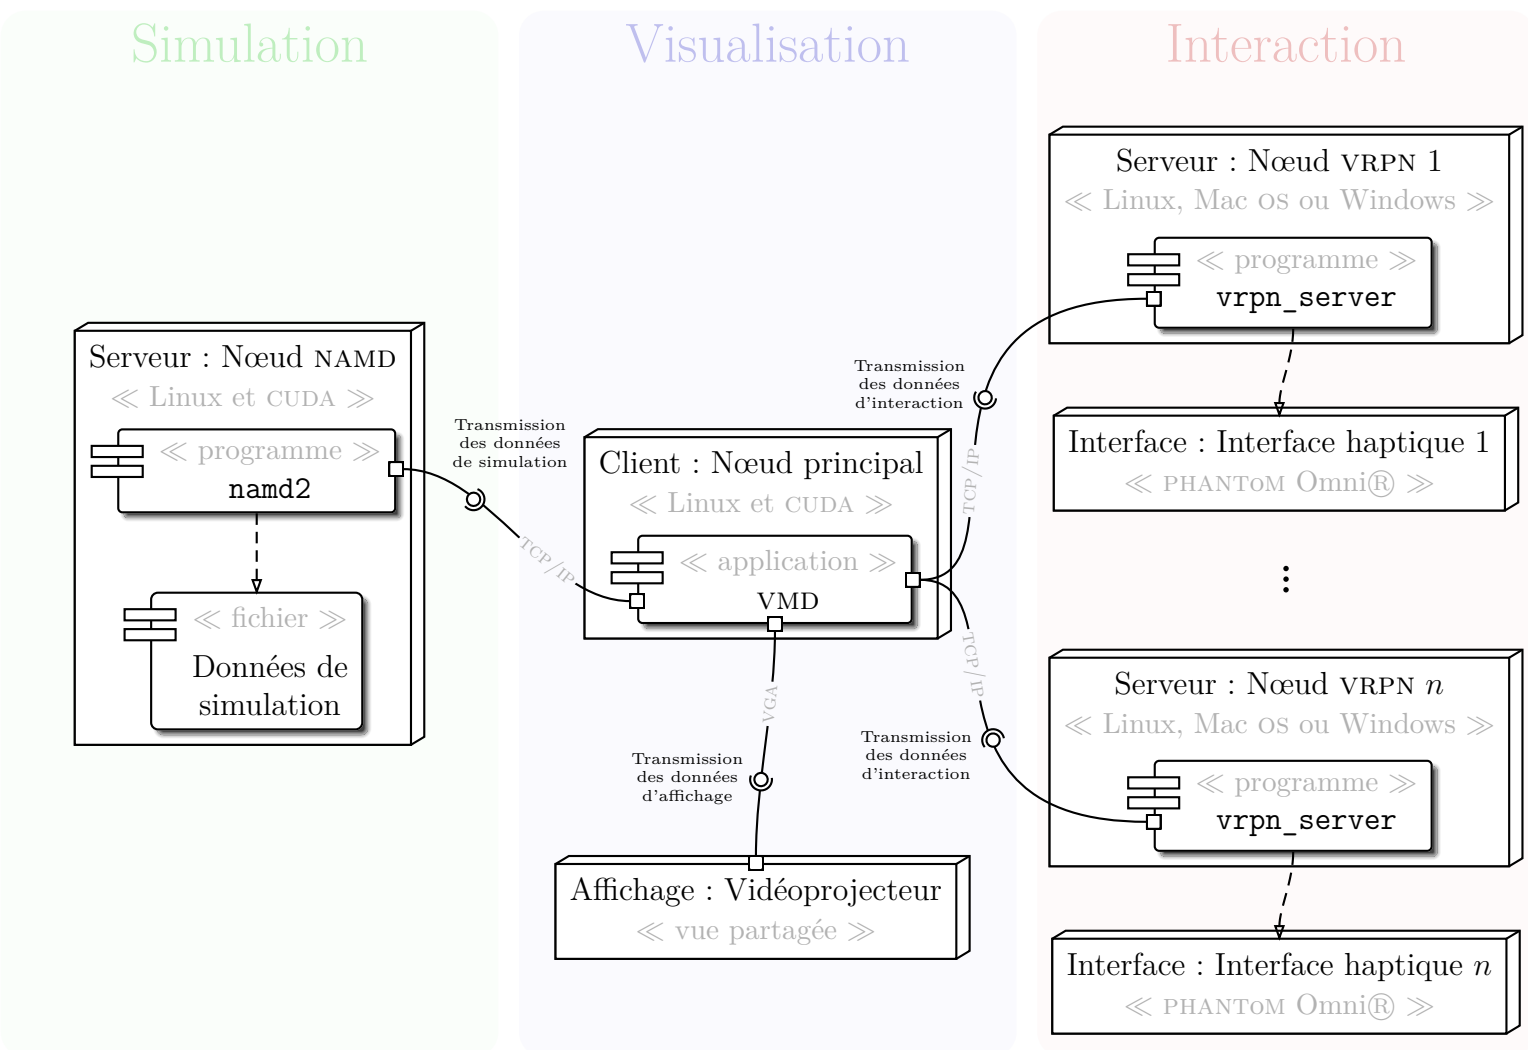 Simulation
Serveur : Nœud NAMD
≪ Linux et CUDA ≫
≪ programme ≫
namd2
≪ fichier ≫
Données de
simulation
Transmission
des données
de simulation
TCP/IP
Visualisation
Client : Nœud principal
≪ Linux et CUDA ≫
≪ application ≫
VMD
VGA
Transmission
des données
d'affichage
Affichage : Vidéoprojecteur
≪ vue partagée ≫
Transmission
des données
d'interaction
TCP/IP
TCP/IP
Transmission
des données
d'interaction
Interaction
Serveur : Nœud VRPN 1
≪ Linux, Mac OS ou Windows ≫
≪ programme ≫
vrpn_server
Interface : Interface haptique 1
≪ PHANToM Omni® ≫
⋮
Serveur : Nœud VRPN n
≪ Linux, Mac OS ou Windows ≫
≪ programme ≫
vrpn_server
Interface : Interface haptique n
≪ PHANToM Omni® ≫